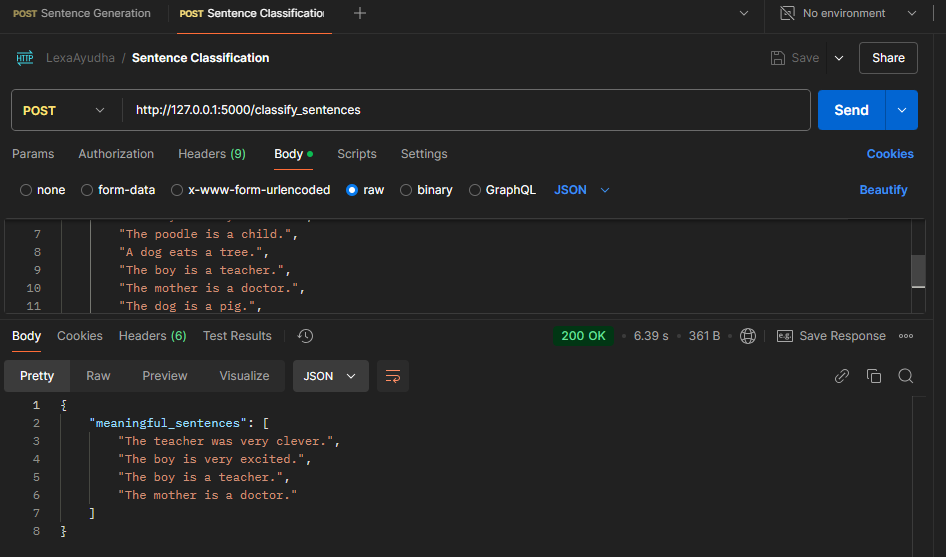 POST Sentence Generation POST Sentence Classification No environment
HTTP LexaAyudha / Sentence Classification Save Share
POST http://127.0.0.1:5000/classify_sentences Send
Params Authorization Headers (9) Body Scripts Settings Cookies
none form-data x-www-form-urlencoded raw binary GraphQL JSON Beautify
7 "The poodle is a child.",
8 "A dog eats a tree.",
9 "The boy is a teacher.",
10 "The mother is a doctor.",
11 "The dog is a pig.",
Body Cookies Headers (6) Test Results 200 OK 6.39 s 361 B e.g. Save Response
Pretty Raw Preview Visualize JSON
1 {
2 "meaningful_sentences": [
3 "The teacher was very clever.",
4 "The boy is very excited.",
5 "The boy is a teacher.",
6 "The mother is a doctor."
7 ]
8 }